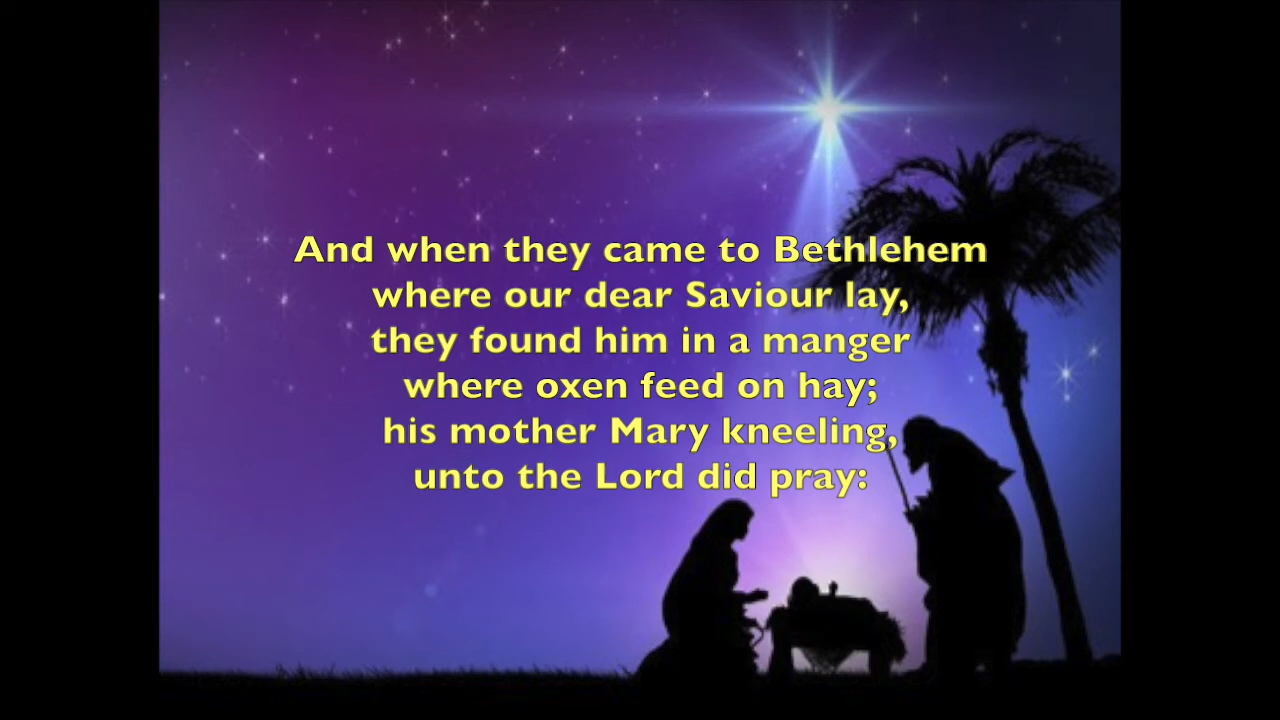 And when they came to Bethlehem
where our dear Saviour lay,
they found him in a manger
where oxen feed on hay;
his mother Mary kneeling,
unto the Lord did pray: